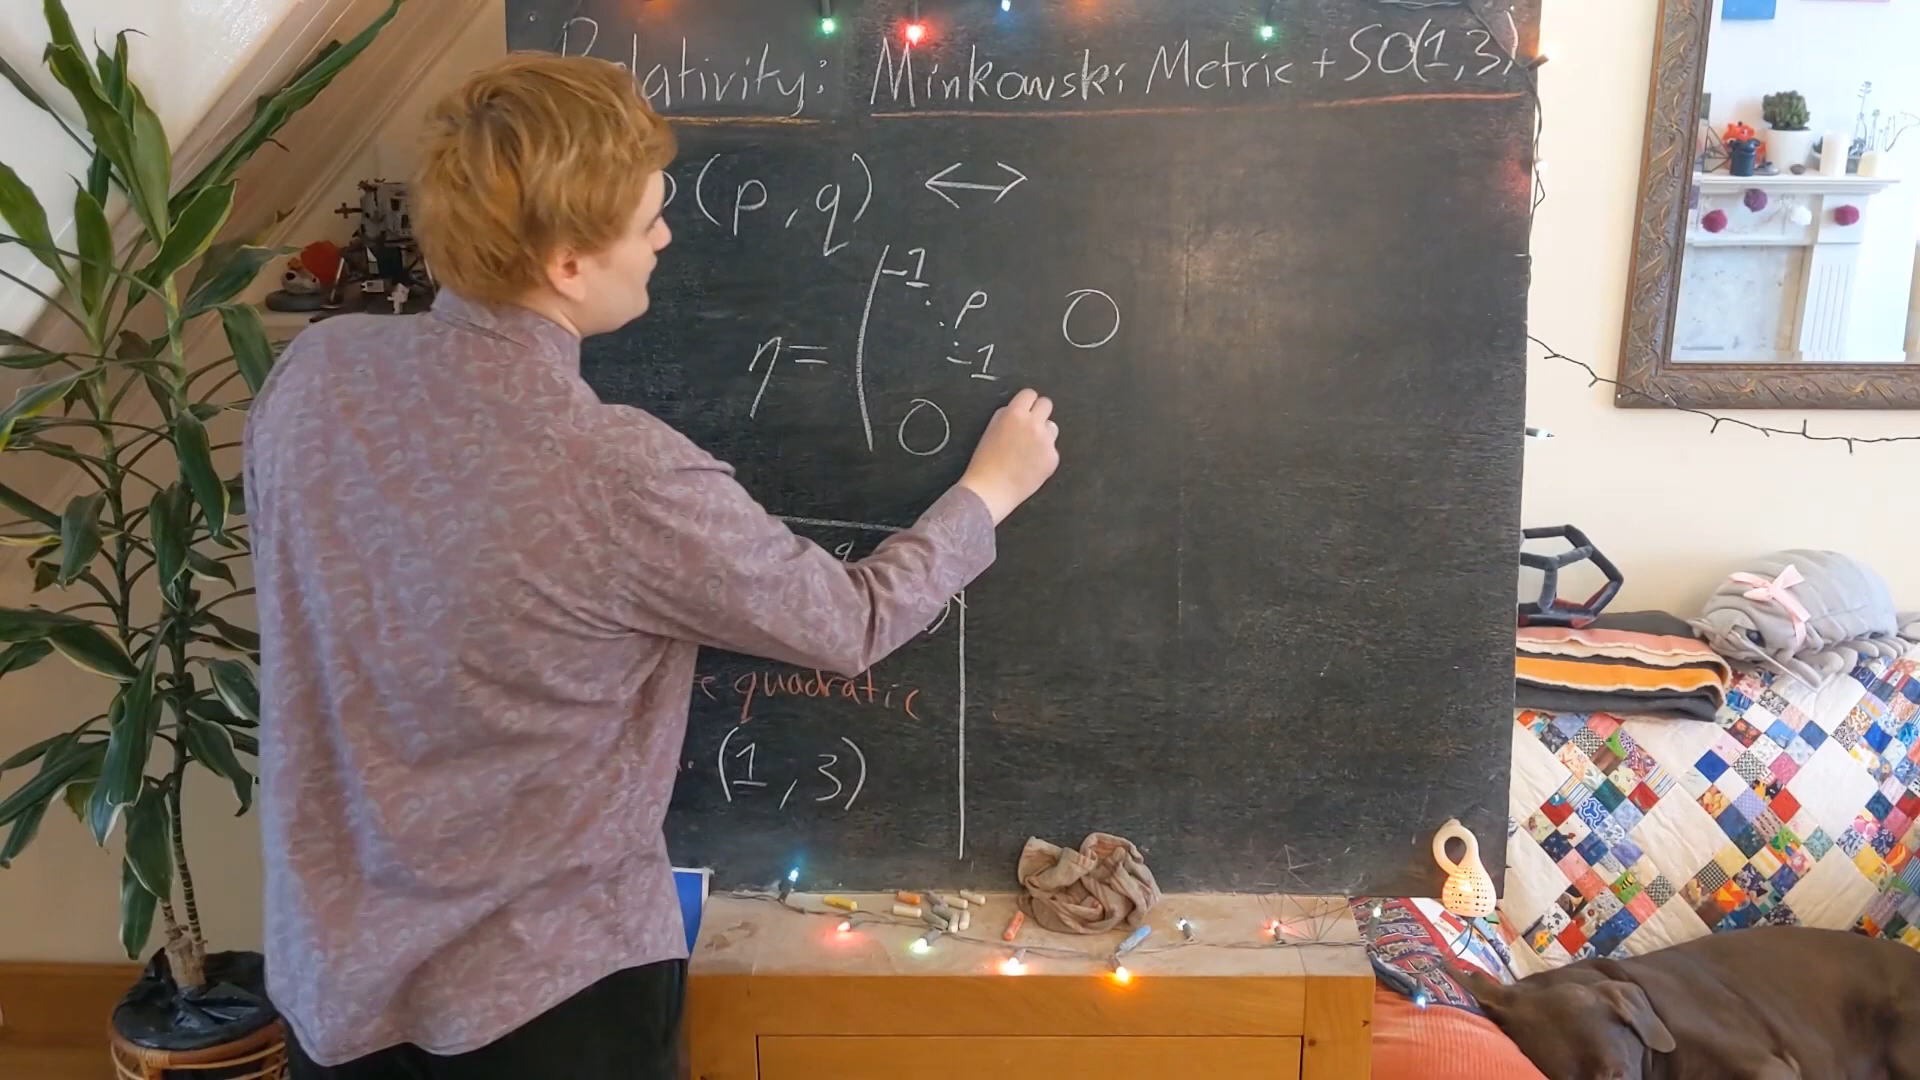 Relativity: Minkowski Metric + SO(1,3)
(p,q) ↔
η = ( -1
p 0
-1
0
q
quadratic
(1,3)